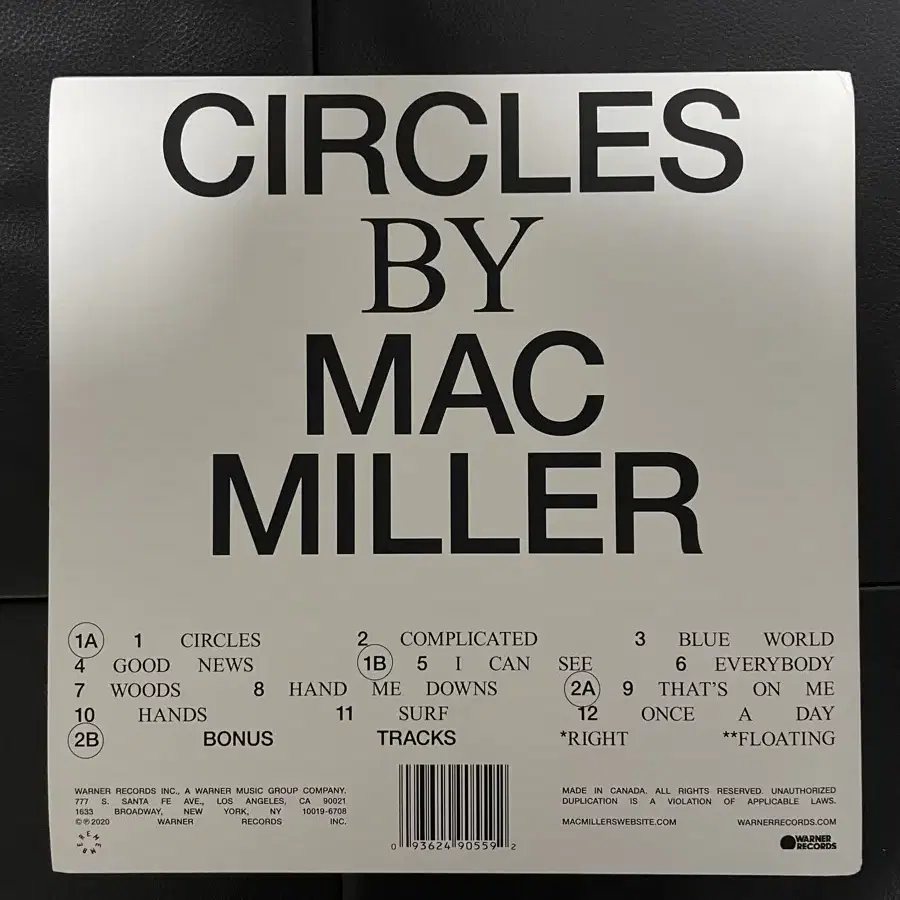 CIRCLES
BY
MAC
MILLER
1A 1 CIRCLES 2 COMPLICATED 3 BLUE WORLD
4 GOOD NEWS 1B 5 I CAN SEE 6 EVERYBODY
7 WOODS 8 HAND ME DOWNS 2A 9 THAT'S ON ME
10 HANDS 11 SURF 12 ONCE A DAY
2B BONUS TRACKS *RIGHT **FLOATING
WARNER RECORDS INC., A WARNER MUSIC GROUP COMPANY.
777 S. SANTA FE AVE., LOS ANGELES, CA 90021
1633 BROADWAY, NEW YORK, NY 10019-6708
©℗2020 WARNER RECORDS INC.
REMEMBER
0 93624 90559 2
MADE IN CANADA. ALL RIGHTS RESERVED. UNAUTHORIZED
DUPLICATION IS A VIOLATION OF APPLICABLE LAWS.
MACMILLERSWEBSITE.COM WARNERRECORDS.COM
WARNER
RECORDS